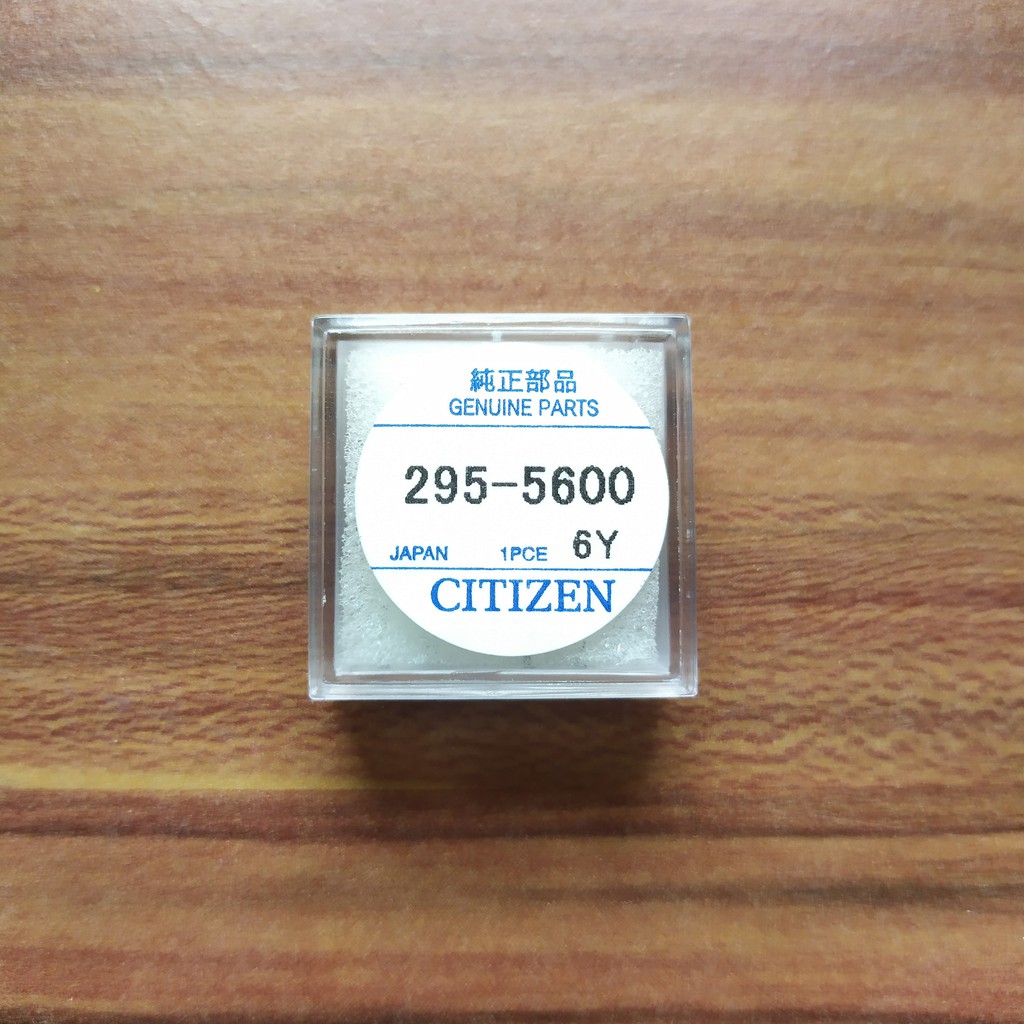 純正部品
GENUINE PARTS
295-5600
JAPAN 1PCE 6Y
CITIZEN